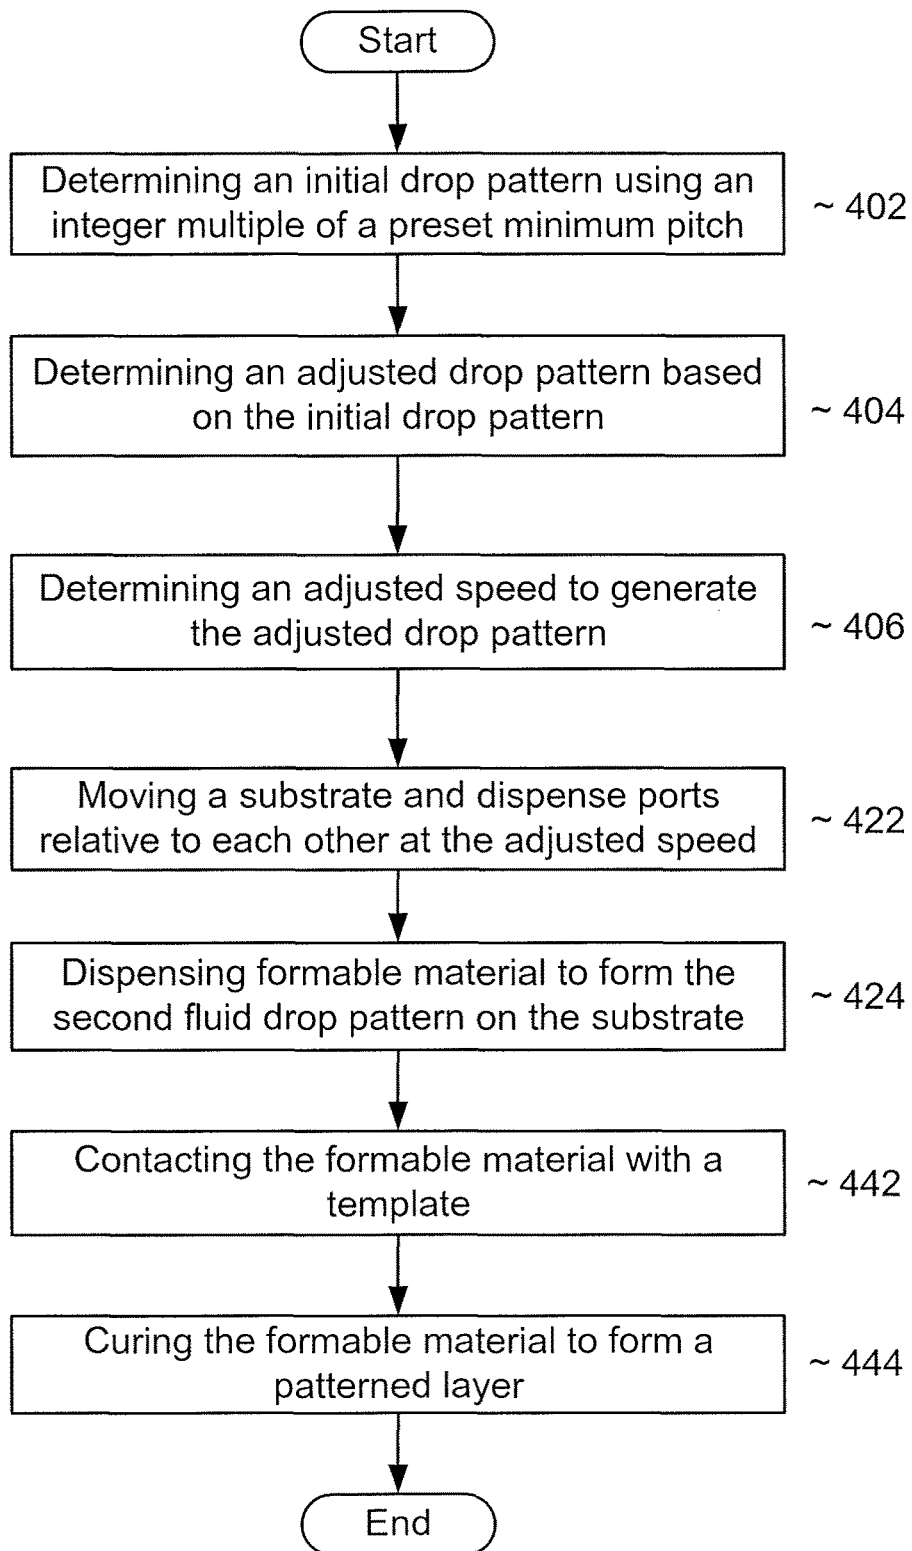 Start
Determining an initial drop pattern using an
integer multiple of a preset minimum pitch
~ 402
Determining an adjusted drop pattern based
on the initial drop pattern
~ 404
Determining an adjusted speed to generate
the adjusted drop pattern
~ 406
Moving a substrate and dispense ports
relative to each other at the adjusted speed
~ 422
Dispensing formable material to form the
second fluid drop pattern on the substrate
~ 424
Contacting the formable material with a
template
~ 442
Curing the formable material to form a
patterned layer
~ 444
End